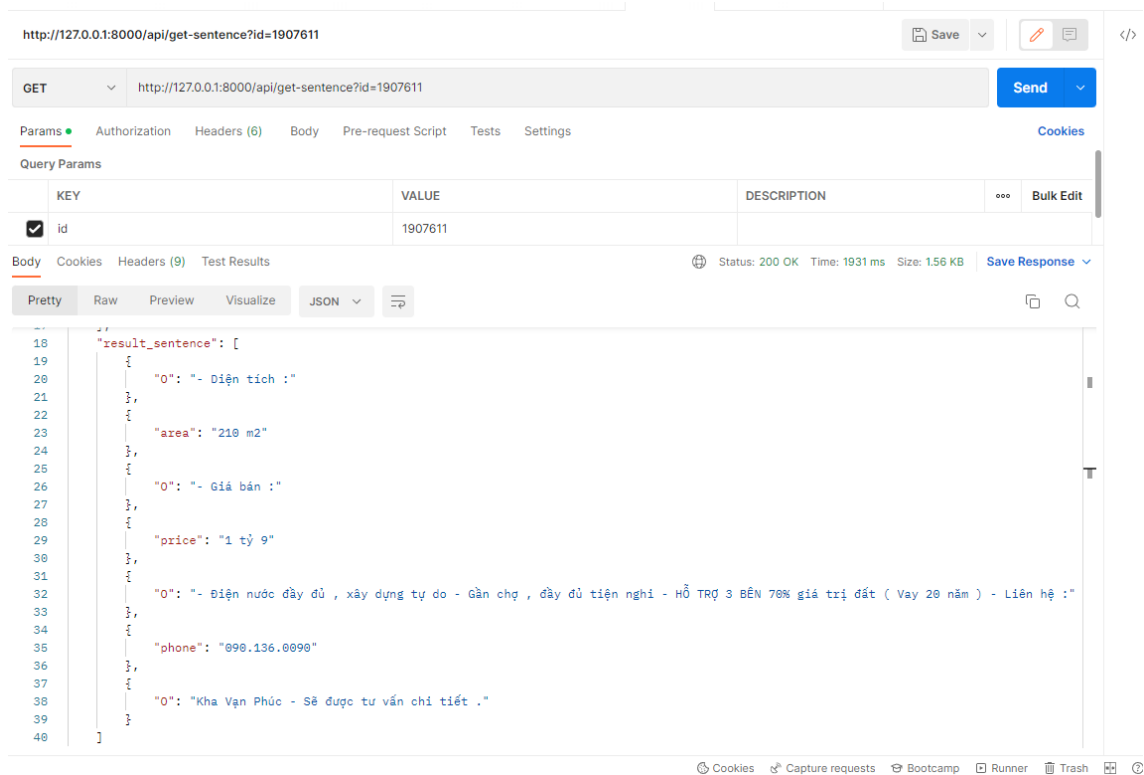 http://127.0.0.1:8000/api/get-sentence?id=1907611 Save
GET http://127.0.0.1:8000/api/get-sentence?id=1907611 Send
Params Authorization Headers (6) Body Pre-request Script Tests Settings Cookies
Query Params
KEY VALUE DESCRIPTION ooo Bulk Edit
id 1907611
Body Cookies Headers (9) Test Results Status: 200 OK Time: 1931 ms Size: 1.56 KB Save Response
Pretty Raw Preview Visualize JSON
17 },
18 "result_sentence": [
19 {
20 "O": "- Diện tích :"
21 },
22 {
23 "area": "210 m2"
24 },
25 {
26 "O": "- Giá bán :"
27 },
28 {
29 "price": "1 tỷ 9"
30 },
31 {
32 "O": "- Điện nước đầy đủ , xây dựng tự do - Gần chợ , đầy đủ tiện nghi - HỖ TRỢ 3 BÊN 70% giá trị đất ( Vay 20 năm ) - Liên hệ :"
33 },
34 {
35 "phone": "090.136.0090"
36 },
37 {
38 "O": "Kha Vạn Phúc - Sẽ được tư vấn chi tiết ."
39 }
40 ]
Cookies Capture requests Bootcamp Runner Trash